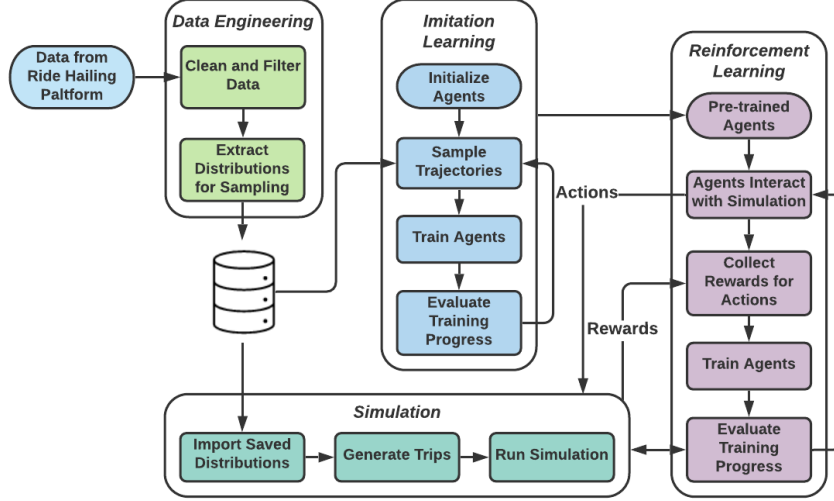 Data from
Ride Hailing
Paltform
Data Engineering
Clean and Filter
Data
Extract
Distributions
for Sampling
Imitation
Learning
Initialize
Agents
Sample
Trajectories
Train Agents
Evaluate
Training
Progress
Actions
Rewards
Reinforcement
Learning
Pre-trained
Agents
Agents Interact
with Simulation
Collect
Rewards for
Actions
Train Agents
Evaluate
Training
Progress
Simulation
Import Saved
Distributions
Generate Trips
Run Simulation